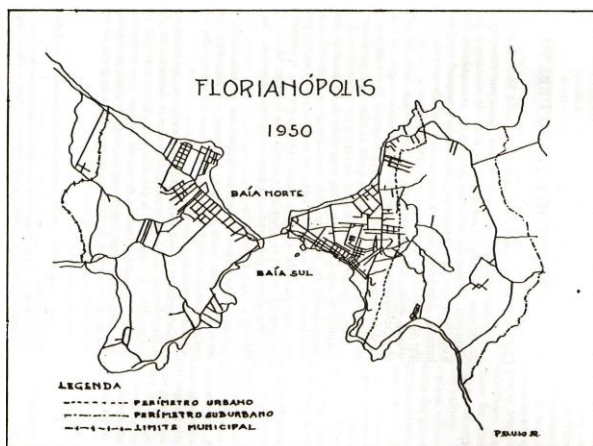 FLORIANÓPOLIS
1950
BAÍA NORTE
BAÍA SUL
LEGENDA
PERÍMETRO URBANO
PERÍMETRO SUBURBANO
LIMITE MUNICIPAL